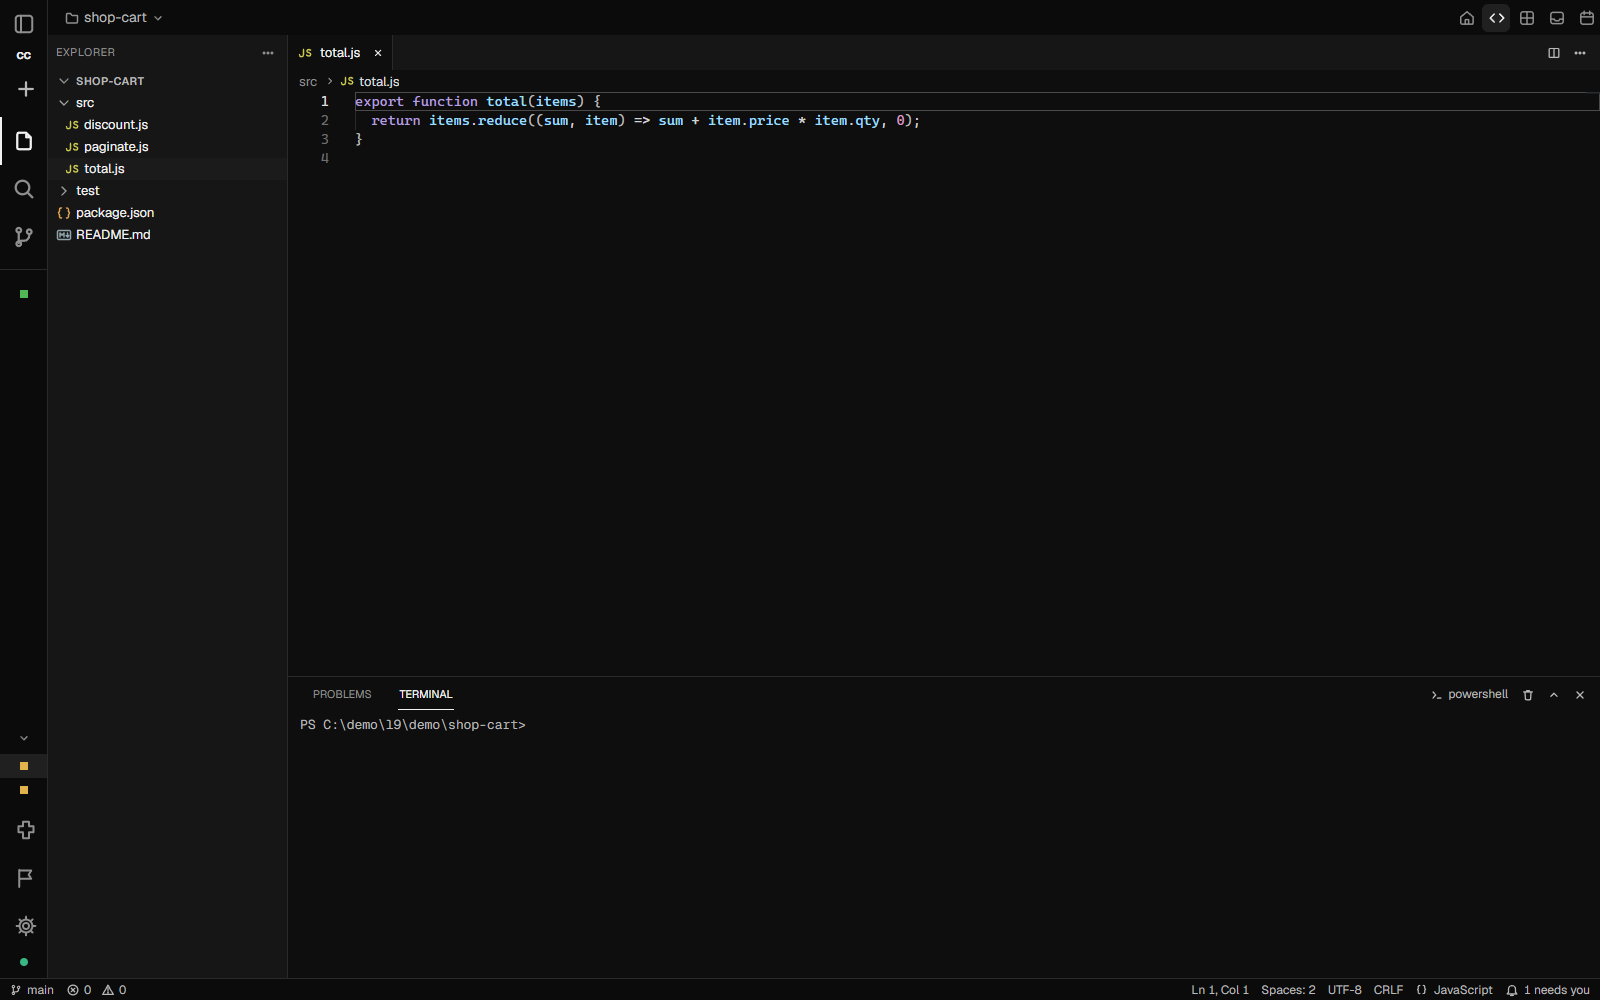 shop-cart
cc
EXPLORER
SHOP-CART
src
JS discount.js
JS paginate.js
JS total.js
test
{} package.json
README.md
JS total.js
src > JS total.js
1 export function total(items) {
2 return items.reduce((sum, item) => sum + item.price * item.qty, 0);
3 }
4
PROBLEMS TERMINAL
powershell
PS C:\demo\l9\demo\shop-cart>
main 0 0
Ln 1, Col 1 Spaces: 2 UTF-8 CRLF {} JavaScript 1 needs you